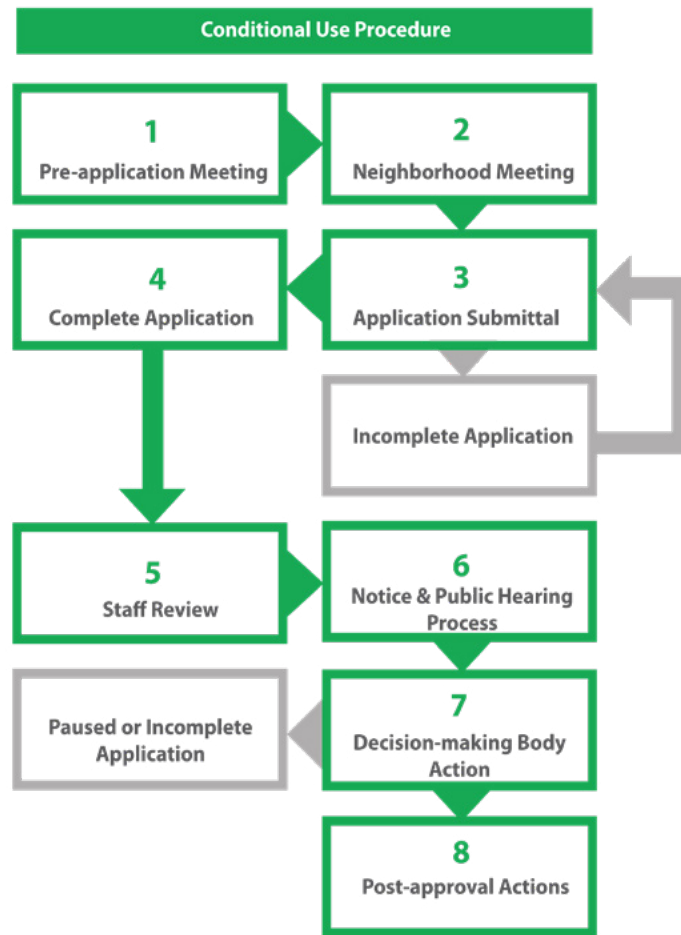 Conditional Use Procedure
1
Pre-application Meeting
2
Neighborhood Meeting
3
Application Submittal
4
Complete Application
Incomplete Application
5
Staff Review
6
Notice & Public Hearing
Process
7
Decision-making Body
Action
Paused or Incomplete
Application
8
Post-approval Actions